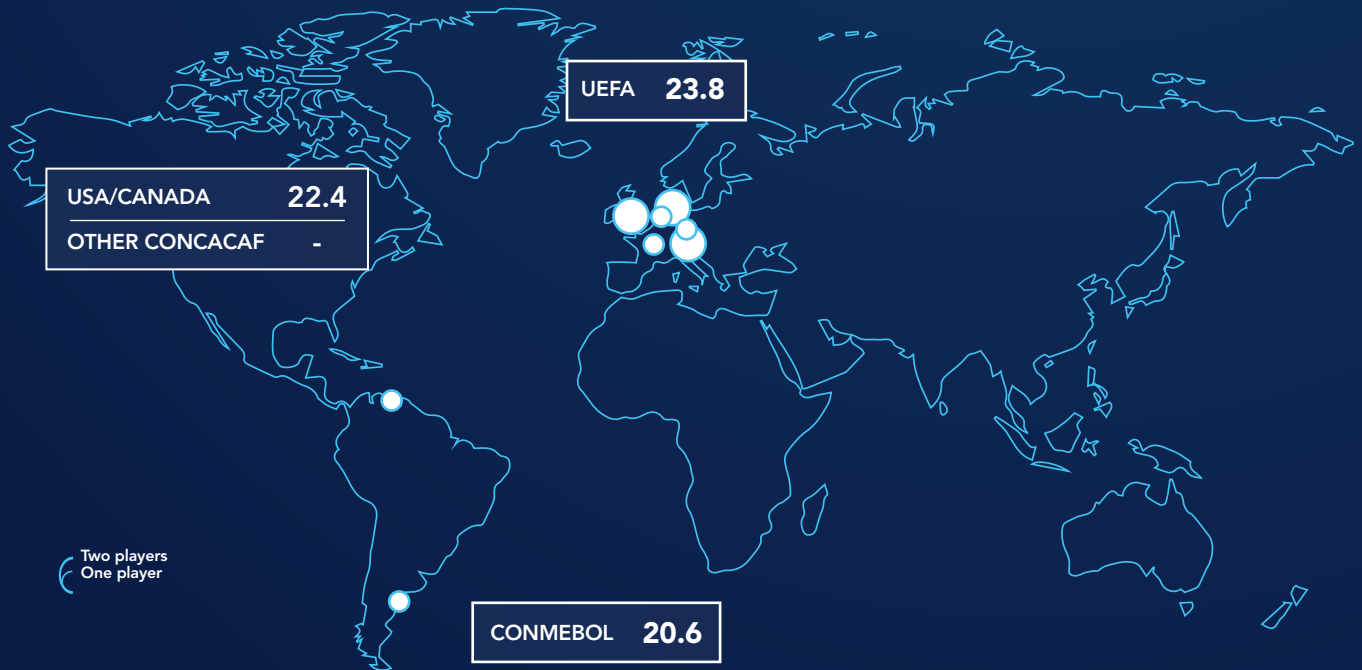 UEFA 23.8
USA/CANADA 22.4
OTHER CONCACAF -
Two players
One player
CONMEBOL 20.6